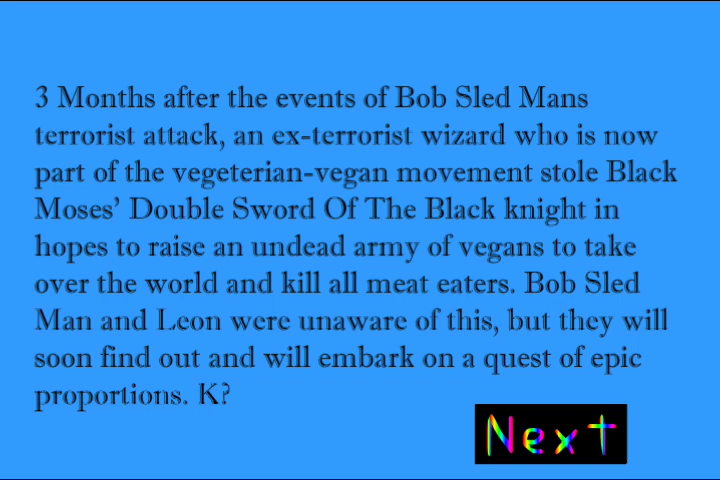 3 Months after the events of Bob Sled Mans
terrorist attack, an ex-terrorist wizard who is now
part of the vegeterian-vegan movement stole Black
Moses’ Double Sword Of The Black knight in
hopes to raise an undead army of vegans to take
over the world and kill all meat eaters. Bob Sled
Man and Leon were unaware of this, but they will
soon find out and will embark on a quest of epic
proportions. K?
Next